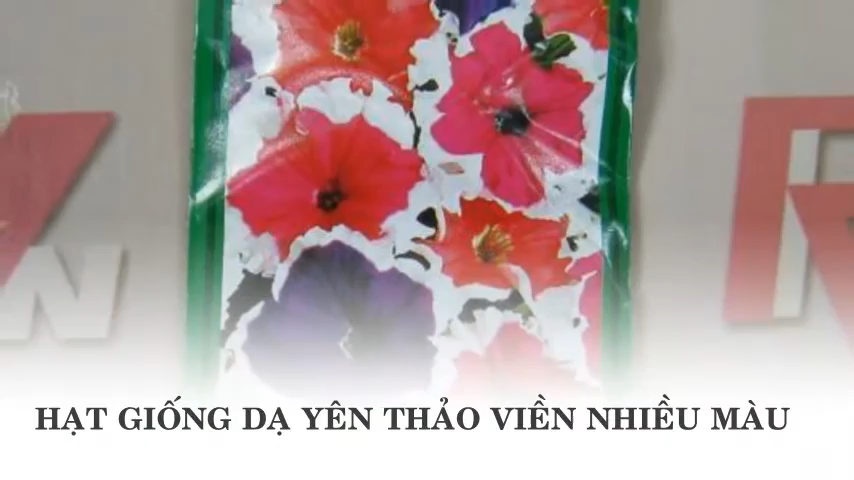 N
HẠT GIỐNG DẠ YÊN THẢO VIỀN NHIỀU MÀU